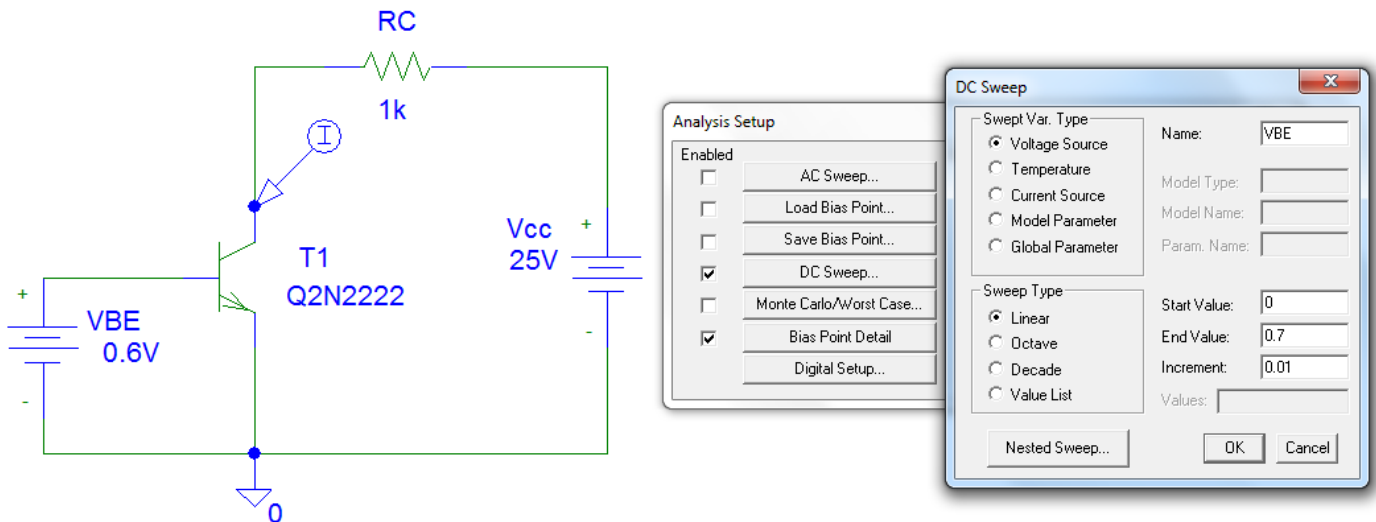 RC
1k
I
T1
Q2N2222
Vcc
25V
+
-
+
VBE
0.6V
-
0
Analysis Setup
Enabled
AC Sweep...
Load Bias Point...
Save Bias Point...
DC Sweep...
Monte Carlo/Worst Case...
Bias Point Detail
Digital Setup...
DC Sweep
Swept Var. Type
Voltage Source
Temperature
Current Source
Model Parameter
Global Parameter
Name: VBE
Model Type:
Model Name:
Param. Name:
Sweep Type
Linear
Octave
Decade
Value List
Start Value: 0
End Value: 0.7
Increment: 0.01
Values:
Nested Sweep...
OK
Cancel